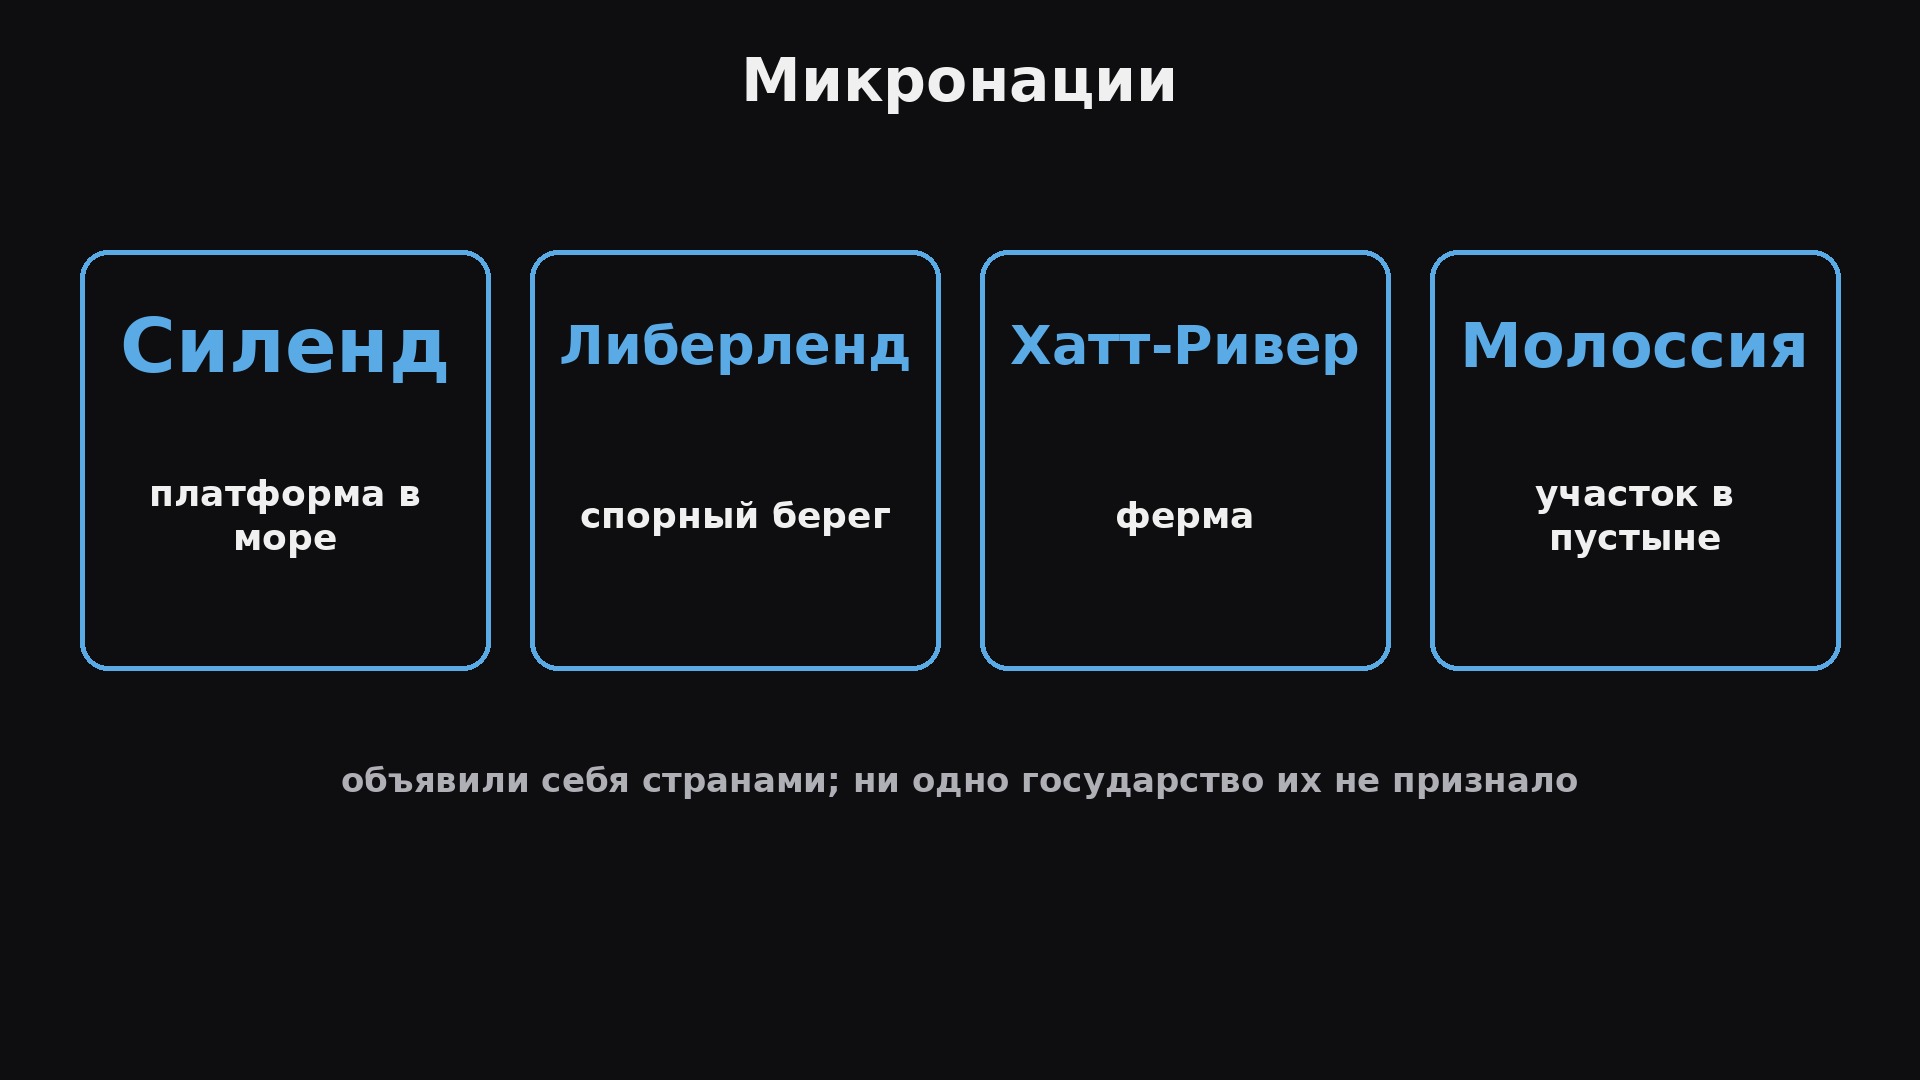 Микронации
Силенд
платформа в
море
Либерленд
спорный берег
Хатт-Ривер
ферма
Молоссия
участок в
пустыне
объявили себя странами; ни одно государство их не признало